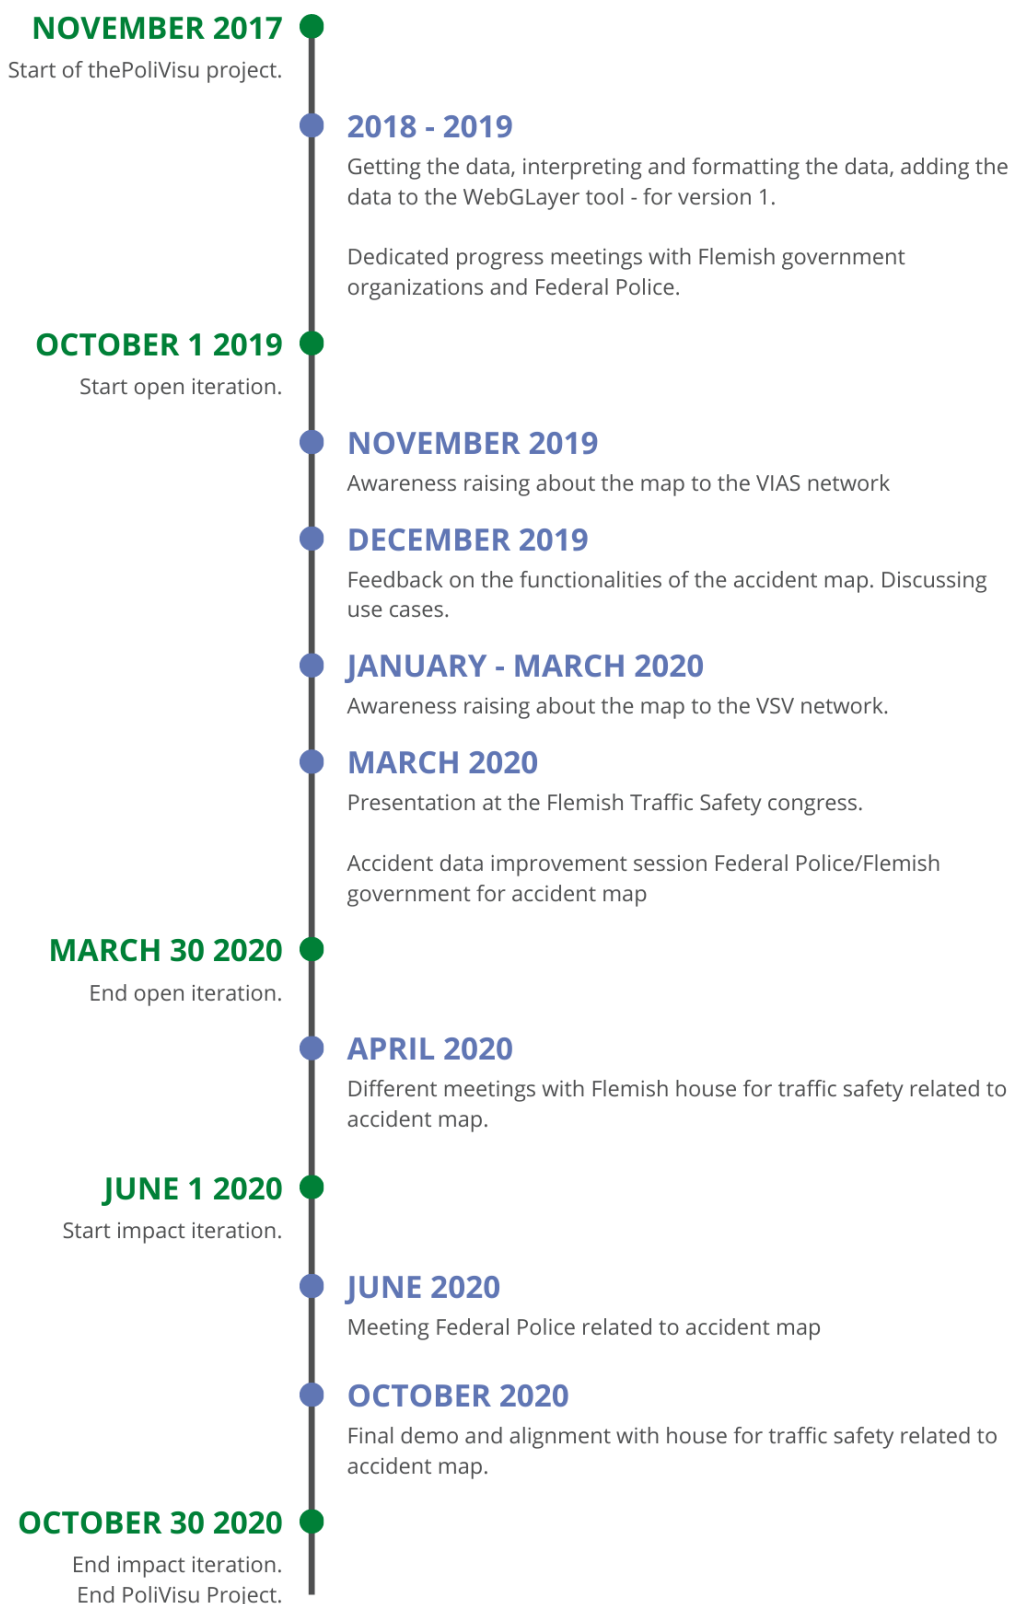 NOVEMBER 2017
Start of thePoliVisu project.
2018 - 2019
Getting the data, interpreting and formatting the data, adding the
data to the WebGLayer tool - for version 1.
Dedicated progress meetings with Flemish government
organizations and Federal Police.
OCTOBER 1 2019
Start open iteration.
NOVEMBER 2019
Awareness raising about the map to the VIAS network
DECEMBER 2019
Feedback on the functionalities of the accident map. Discussing
use cases.
JANUARY - MARCH 2020
Awareness raising about the map to the VSV network.
MARCH 2020
Presentation at the Flemish Traffic Safety congress.
Accident data improvement session Federal Police/Flemish
government for accident map
MARCH 30 2020
End open iteration.
APRIL 2020
Different meetings with Flemish house for traffic safety related to
accident map.
JUNE 1 2020
Start impact iteration.
JUNE 2020
Meeting Federal Police related to accident map
OCTOBER 2020
Final demo and alignment with house for traffic safety related to
accident map.
OCTOBER 30 2020
End impact iteration.
End PoliVisu Project.